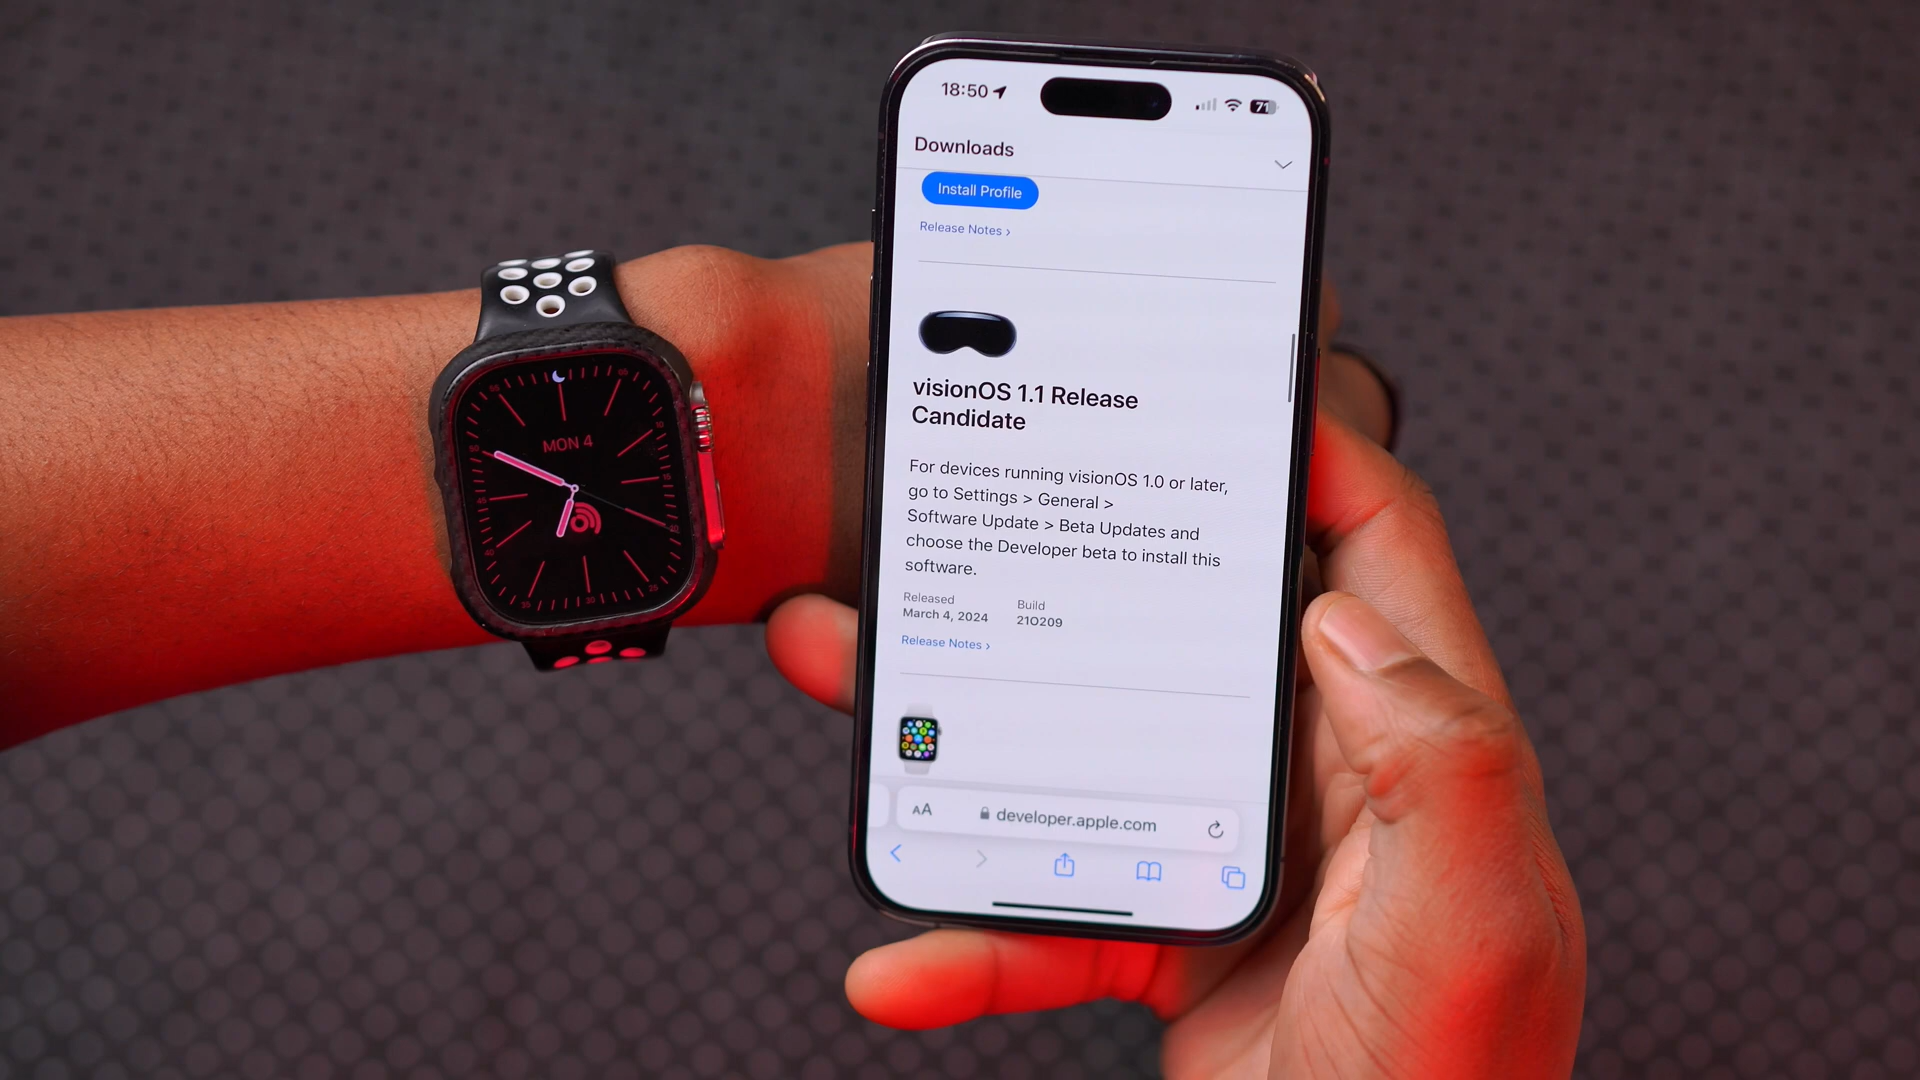 MON 4
18:50
71
Downloads
Install Profile
Release Notes ›
visionOS 1.1 Release
Candidate
For devices running visionOS 1.0 or later,
go to Settings > General >
Software Update > Beta Updates and
choose the Developer beta to install this
software.
Released
March 4, 2024
Build
21O209
Release Notes ›
AA
developer.apple.com